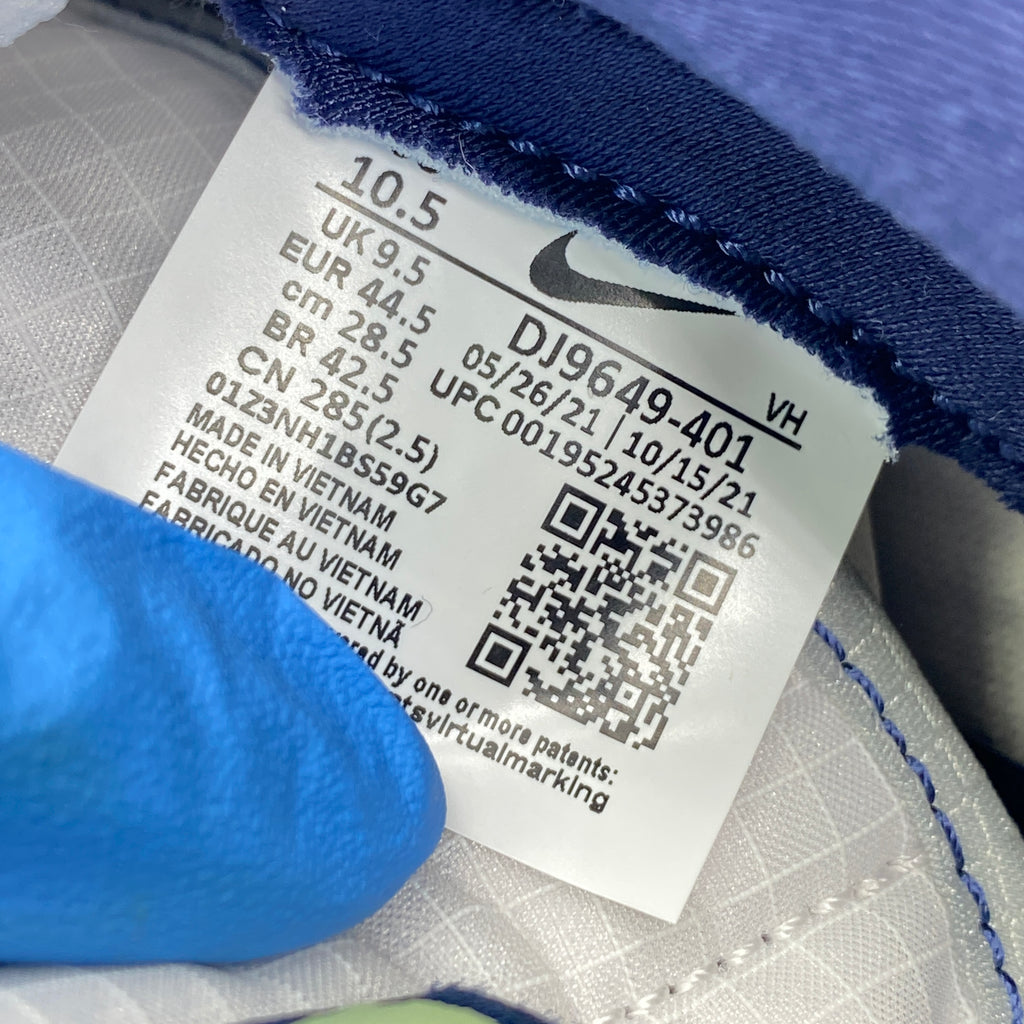 10.5
UK 9.5
EUR 44.5
cm 28.5
BR 42.5
CN 285(2.5)
01Z3NH1BS59G7
MADE IN VIETNAM
HECHO EN VIETNAM
FABRIQUE AU VIETNAM
FABRICADO NO VIETNÃ
VH
DJ9649-401
05/26/21 | 10/15/21
UPC 00195245373986
by one or more patents:
virtualmarking